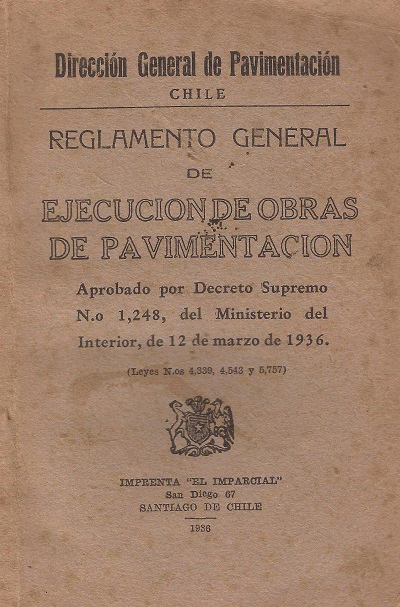 Dirección General de Pavimentación
CHILE
REGLAMENTO GENERAL
DE
EJECUCION DE OBRAS
DE PAVIMENTACION
Aprobado por Decreto Supremo
N.o 1,248, del Ministerio del
Interior, de 12 de marzo de 1936.
(Leyes N.os 4,339, 4,543 y 5,757)
IMPRENTA "EL IMPARCIAL"
San Diego 67
SANTIAGO DE CHILE
1936